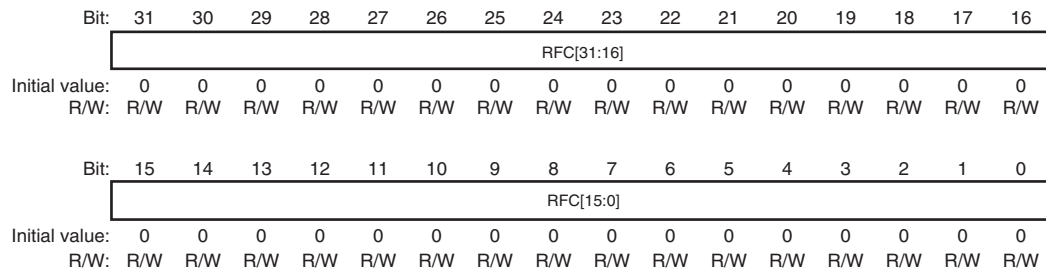 Bit: 31 30 29 28 27 26 25 24 23 22 21 20 19 18 17 16
RFC[31:16]
Initial value: 0 0 0 0 0 0 0 0 0 0 0 0 0 0 0 0
R/W: R/W R/W R/W R/W R/W R/W R/W R/W R/W R/W R/W R/W R/W R/W R/W R/W
Bit: 15 14 13 12 11 10 9 8 7 6 5 4 3 2 1 0
RFC[15:0]
Initial value: 0 0 0 0 0 0 0 0 0 0 0 0 0 0 0 0
R/W: R/W R/W R/W R/W R/W R/W R/W R/W R/W R/W R/W R/W R/W R/W R/W R/W